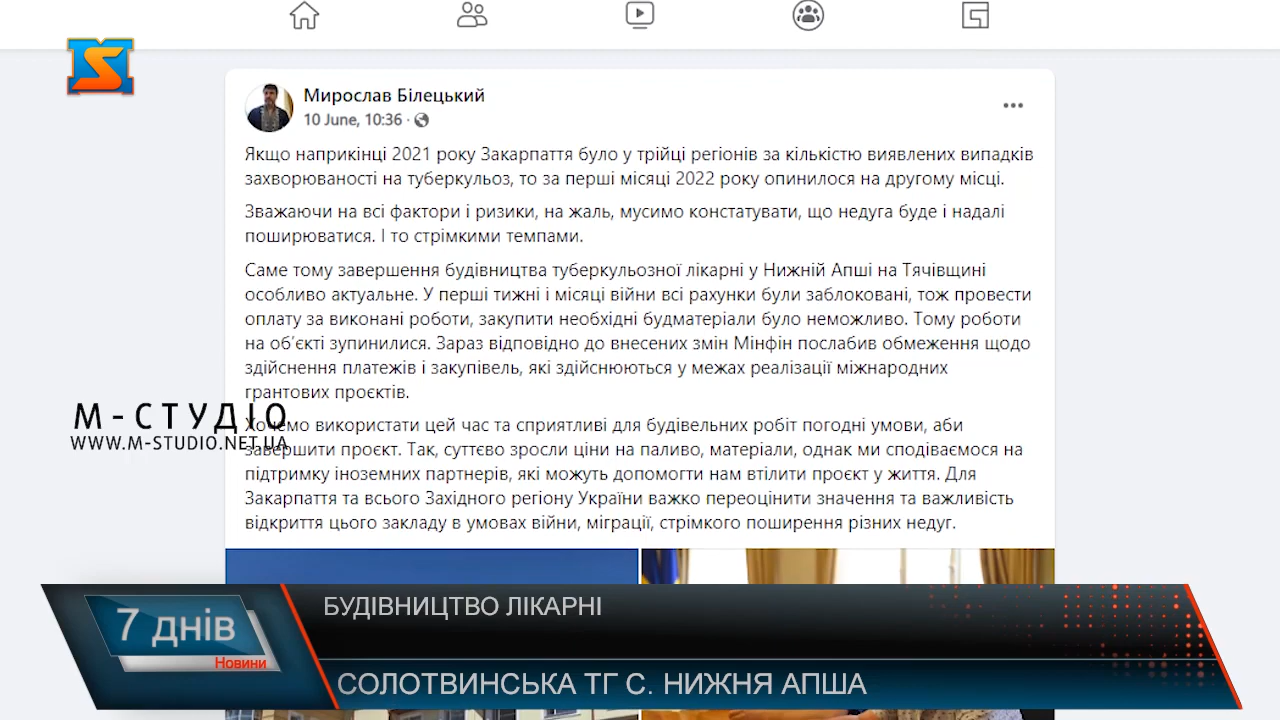 Мирослав Білецький
10 June, 10:36 ·
Якщо наприкінці 2021 року Закарпаття було у трійці регіонів за кількістю виявлених випадків
захворюваності на туберкульоз, то за перші місяці 2022 року опинилося на другому місці.
Зважаючи на всі фактори і ризики, на жаль, мусимо констатувати, що недуга буде і надалі
поширюватися. І то стрімкими темпами.
Саме тому завершення будівництва туберкульозної лікарні у Нижній Апші на Тячівщині
особливо актуальне. У перші тижні і місяці війни всі рахунки були заблоковані, тож провести
оплату за виконані роботи, закупити необхідні будматеріали було неможливо. Тому роботи
на об’єкті зупинилися. Зараз відповідно до внесених змін Мінфін послабив обмеження щодо
здійснення платежів і закупівель, які здійснюються у межах реалізації міжнародних
грантових проєктів.
Хочемо використати цей час та сприятливі для будівельних робіт погодні умови, аби
завершити проєкт. Так, суттєво зросли ціни на паливо, матеріали, однак ми сподіваємося на
підтримку іноземних партнерів, які можуть допомогти нам втілити проєкт у життя. Для
Закарпаття та всього Західного регіону України важко переоцінити значення та важливість
відкриття цього закладу в умовах війни, міграції, стрімкого поширення різних недуг.
М-СТУДІО
WWW.M-STUDIO.NET.UA
7 днів
Новини
БУДІВНИЦТВО ЛІКАРНІ
СОЛОТВИНСЬКА ТГ С. НИЖНЯ АПША